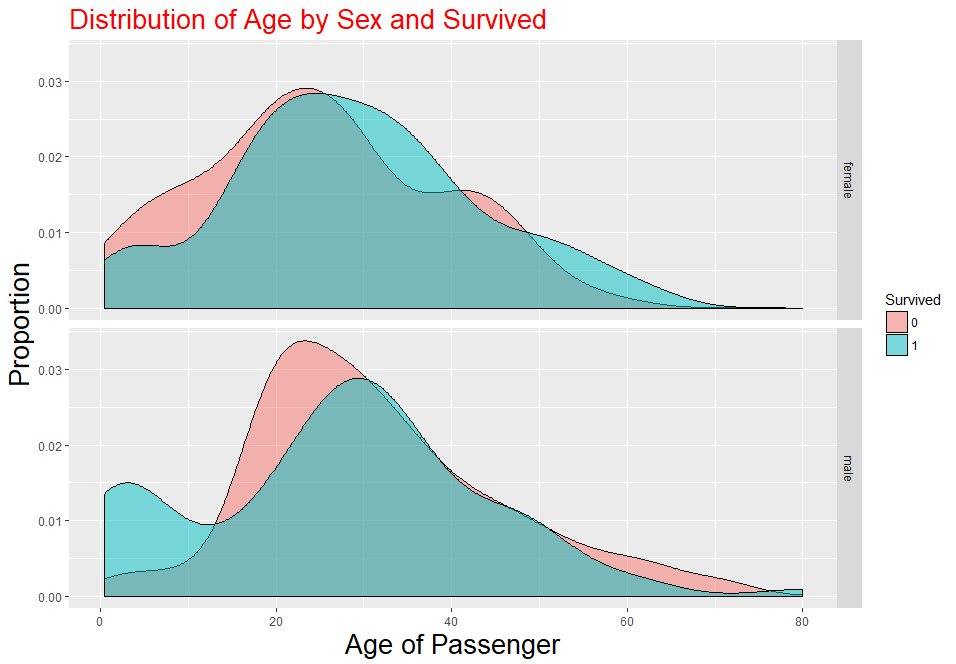 Distribution of Age by Sex and Survived
Proportion
0.03
0.02
0.01
0.00
female
0.03
0.02
0.01
0.00
male
0
20
40
60
80
Age of Passenger
Survived
0
1